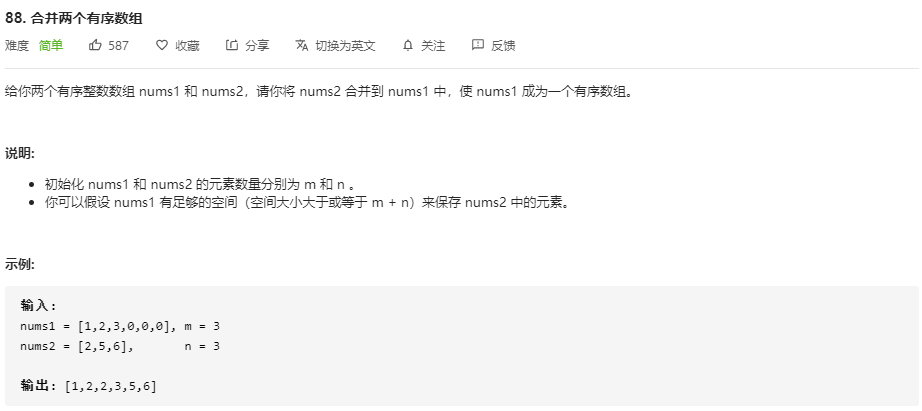 88. 合并两个有序数组
难度 简单 587 收藏 分享 切换为英文 关注 反馈
给你两个有序整数数组 nums1 和 nums2，请你将 nums2 合并到 nums1 中，使 nums1 成为一个有序数组。
说明:
初始化 nums1 和 nums2 的元素数量分别为 m 和 n 。
你可以假设 nums1 有足够的空间（空间大小大于或等于 m + n）来保存 nums2 中的元素。
示例:
输入:
nums1 = [1,2,3,0,0,0], m = 3
nums2 = [2,5,6],       n = 3
输出: [1,2,2,3,5,6]